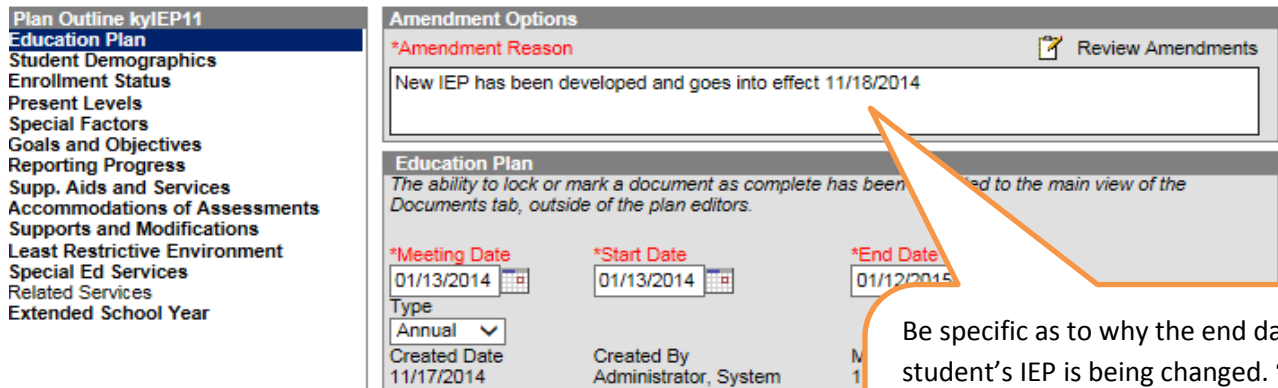 Plan Outline kyIEP11
Education Plan
Student Demographics
Enrollment Status
Present Levels
Special Factors
Goals and Objectives
Reporting Progress
Supp. Aids and Services
Accommodations of Assessments
Supports and Modifications
Least Restrictive Environment
Special Ed Services
Related Services
Extended School Year
Amendment Options
*Amendment Reason Review Amendments
New IEP has been developed and goes into effect 11/18/2014
Education Plan
The ability to lock or mark a document as complete has been to the main view of the
Documents tab, outside of the plan editors.
*Meeting Date *Start Date *End Date
01/13/2014 01/13/2014 01/12/2015
Type
Annual
Created Date Created By
11/17/2014 Administrator, System
Be specific as to why the end
student’s IEP is being changed.